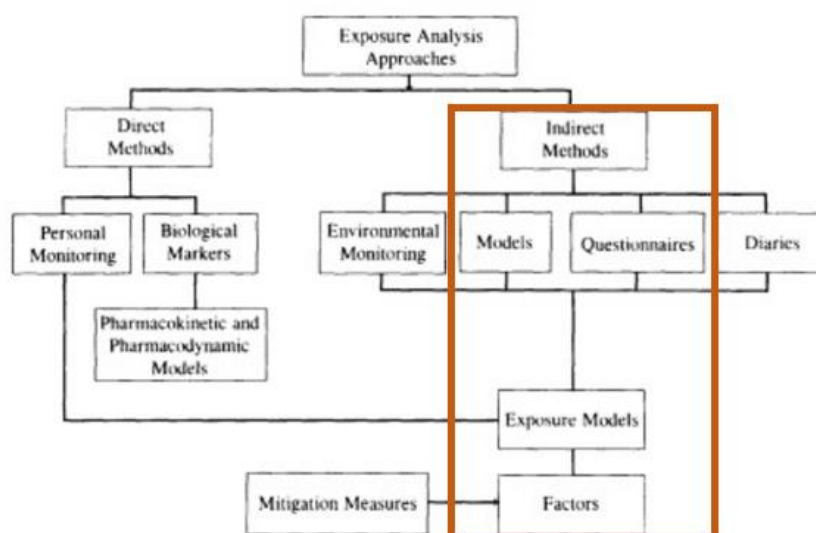 Exposure Analysis
Approaches
Direct
Methods
Indirect
Methods
Personal
Monitoring
Biological
Markers
Environmental
Monitoring
Models
Questionnaires
Diaries
Pharmacokinetic and
Pharmacodynamic
Models
Exposure Models
Mitigation Measures
Factors